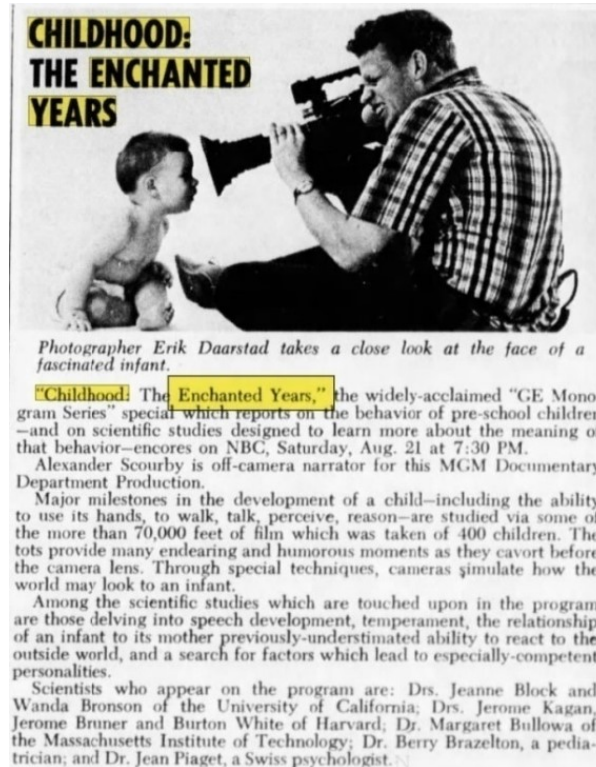 CHILDHOOD:
THE ENCHANTED
YEARS
Photographer Erik Daarstad takes a close look at the face of a
fascinated infant.
"Childhood: The Enchanted Years," the widely-acclaimed "GE Mono
gram Series" special which reports on the behavior of pre-school children
—and on scientific studies designed to learn more about the meaning of
that behavior—encores on NBC, Saturday, Aug. 21 at 7:30 PM.
Alexander Scourby is off-camera narrator for this MGM Documentary
Department Production.
Major milestones in the development of a child—including the ability
to use its hands, to walk, talk, perceive, reason—are studied via some of
the more than 70,000 feet of film which was taken of 400 children. The
tots provide many endearing and humorous moments as they cavort before
the camera lens. Through special techniques, cameras simulate how the
world may look to an infant.
Among the scientific studies which are touched upon in the program
are those delving into speech development, temperament, the relationship
of an infant to its mother previously-understimated ability to react to the
outside world, and a search for factors which lead to especially-competent
personalities.
Scientists who appear on the program are: Drs. Jeanne Block and
Wanda Bronson of the University of California; Drs. Jerome Kagan,
Jerome Bruner and Burton White of Harvard; Dr. Margaret Bullowa of
the Massachusetts Institute of Technology; Dr. Berry Brazelton, a pedia-
trician; and Dr. Jean Piaget, a Swiss psychologist.